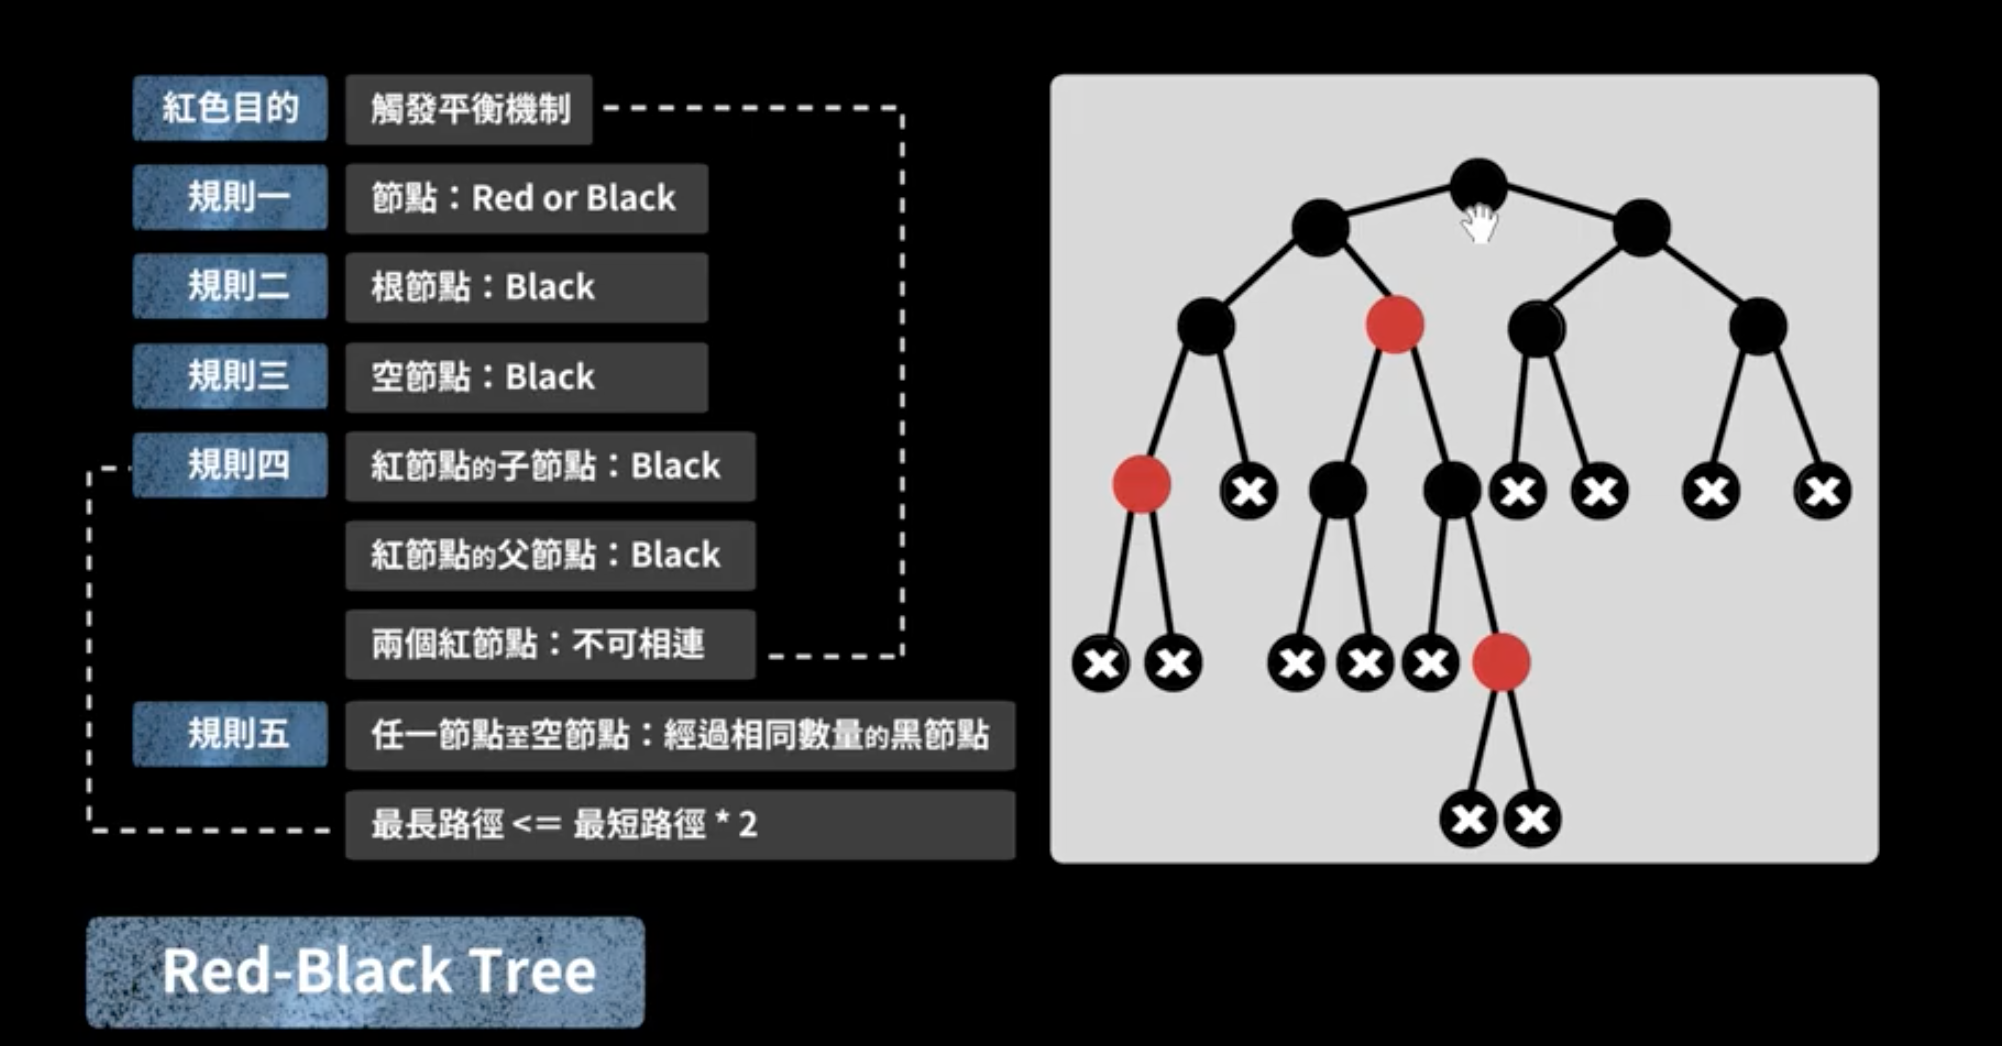 紅色目的 觸發平衡機制
規則一 節點：Red or Black
規則二 根節點：Black
規則三 空節點：Black
規則四 紅節點的子節點：Black
紅節點的父節點：Black
兩個紅節點：不可相連
規則五 任一節點至空節點：經過相同數量的黑節點
最長路徑 <= 最短路徑 * 2
Red-Black Tree